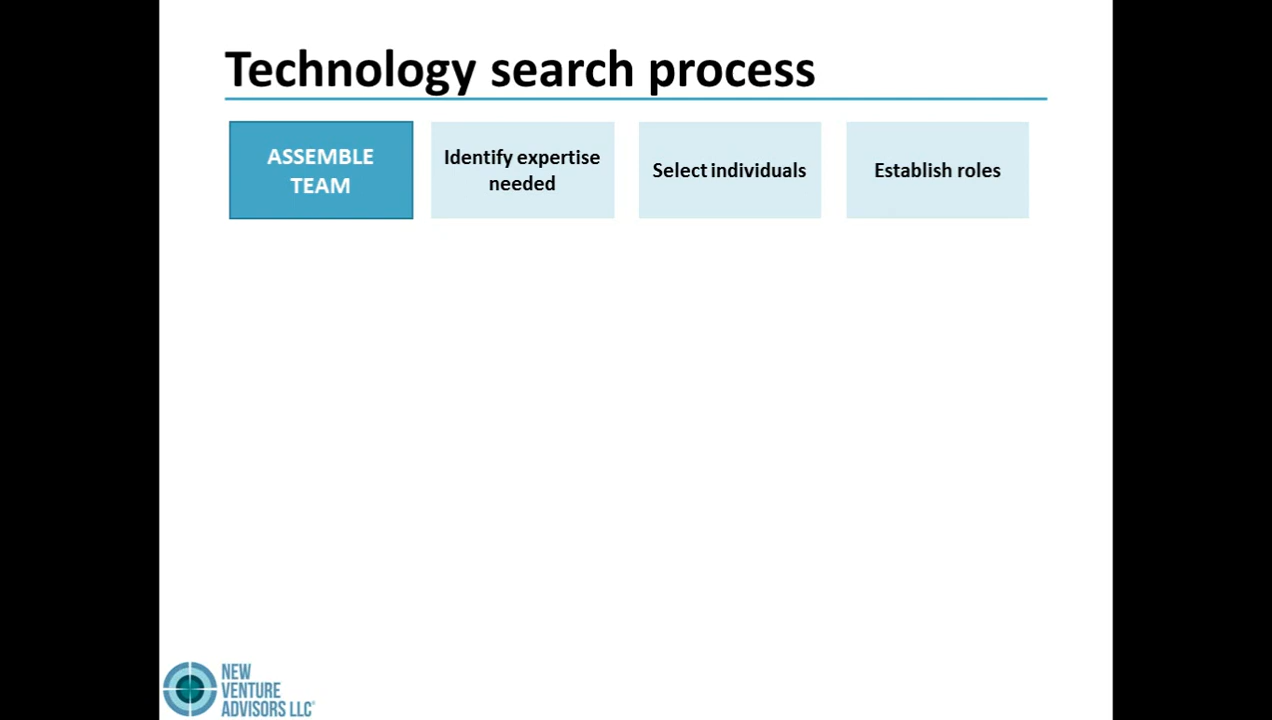 Technology search process
ASSEMBLE
TEAM
Identify expertise
needed
Select individuals
Establish roles
NEW
VENTURE
ADVISORS LLC